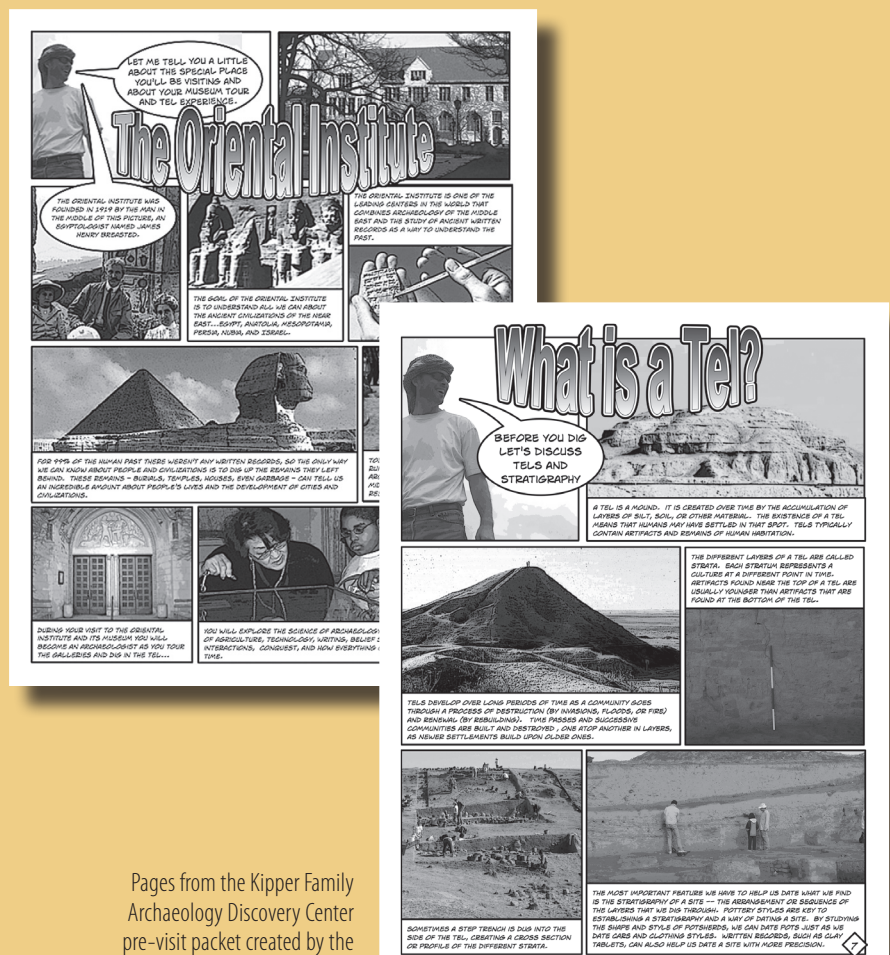 LET ME TELL YOU A LITTLE
ABOUT THE SPECIAL PLACE
YOU'LL BE VISITING AND
ABOUT YOUR MUSEUM TOUR
AND TEL EXPERIENCE.
The Oriental Institute
THE ORIENTAL INSTITUTE WAS
FOUNDED IN 1919 BY THE MAN IN
THE MIDDLE OF THIS PICTURE, AN
EGYPTOLOGIST NAMED JAMES
HENRY BREASTED.
THE GOAL OF THE ORIENTAL INSTITUTE
IS TO UNDERSTAND ALL WE CAN ABOUT
THE ANCIENT CIVILIZATIONS OF THE NEAR
EAST...EGYPT, ANATOLIA, MESOPOTAMIA,
PERSIA, NUBIA, AND ISRAEL.
THE ORIENTAL INSTITUTE IS ONE OF THE
LEADING CENTERS IN THE WORLD THAT
COMBINES ARCHAEOLOGY OF THE MIDDLE
EAST AND THE STUDY OF ANCIENT WRITTEN
RECORDS AS A WAY TO UNDERSTAND THE
PAST.
FOR 99% OF THE HUMAN PAST THERE WEREN'T ANY WRITTEN RECORDS, SO THE ONLY WAY
WE CAN KNOW ABOUT PEOPLE AND CIVILIZATIONS IS TO DIG UP THE REMAINS THEY LEFT
BEHIND. THESE REMAINS - BURIALS, TEMPLES, HOUSES, EVEN GARBAGE - CAN TELL US
AN INCREDIBLE AMOUNT ABOUT PEOPLE'S LIVES AND THE DEVELOPMENT OF CITIES AND
CIVILIZATIONS.
DURING YOUR VISIT TO THE ORIENTAL
INSTITUTE AND ITS MUSEUM YOU WILL
BECOME AN ARCHAEOLOGIST AS YOU TOUR
THE GALLERIES AND DIG IN THE TEL...
YOU WILL EXPLORE THE SCIENCE OF ARCHAEOLOGY
OF AGRICULTURE, TECHNOLOGY, WRITING, BELIEF
INTERACTIONS, CONQUEST, AND HOW EVERYTHING
TIME.
What is a Tel?
BEFORE YOU DIG
LET'S DISCUSS
TELS AND
STRATIGRAPHY
A TEL IS A MOUND. IT IS CREATED OVER TIME BY THE ACCUMULATION OF
LAYERS OF SILT, SOIL, OR OTHER MATERIAL. THE EXISTENCE OF A TEL
MEANS THAT HUMANS MAY HAVE SETTLED IN THAT SPOT. TELS TYPICALLY
CONTAIN ARTIFACTS AND REMAINS OF HUMAN HABITATION.
TELS DEVELOP OVER LONG PERIODS OF TIME AS A COMMUNITY GOES
THROUGH A PROCESS OF DESTRUCTION (BY INVASIONS, FLOODS, OR FIRE)
AND RENEWAL (BY REBUILDING). TIME PASSES AND SUCCESSIVE
COMMUNITIES ARE BUILT AND DESTROYED , ONE ATOP ANOTHER IN LAYERS,
AS NEWER SETTLEMENTS BUILD UPON OLDER ONES.
THE DIFFERENT LAYERS OF A TEL ARE CALLED
STRATA. EACH STRATUM REPRESENTS A
CULTURE AT A DIFFERENT POINT IN TIME.
ARTIFACTS FOUND NEAR THE TOP OF A TEL ARE
USUALLY YOUNGER THAN ARTIFACTS THAT ARE
FOUND AT THE BOTTOM OF THE TEL.
SOMETIMES A STEP TRENCH IS DUG INTO THE
SIDE OF THE TEL, CREATING A CROSS SECTION
OR PROFILE OF THE DIFFERENT STRATA.
THE MOST IMPORTANT FEATURE WE HAVE TO HELP US DATE WHAT WE FIND
IS THE STRATIGRAPHY OF A SITE -- THE ARRANGEMENT OR SEQUENCE OF
THE LAYERS THAT WE DIG THROUGH. POTTERY STYLES ARE KEY TO
ESTABLISHING A STRATIGRAPHY AND A WAY OF DATING A SITE. BY STUDYING
THE SHAPE AND STYLE OF POTSHERDS, WE CAN DATE POTS JUST AS WE
DATE CARS AND CLOTHING STYLES. WRITTEN RECORDS, SUCH AS CLAY
TABLETS, CAN ALSO HELP US DATE A SITE WITH MORE PRECISION.
7
Pages from the Kipper Family
Archaeology Discovery Center
pre-visit packet created by the